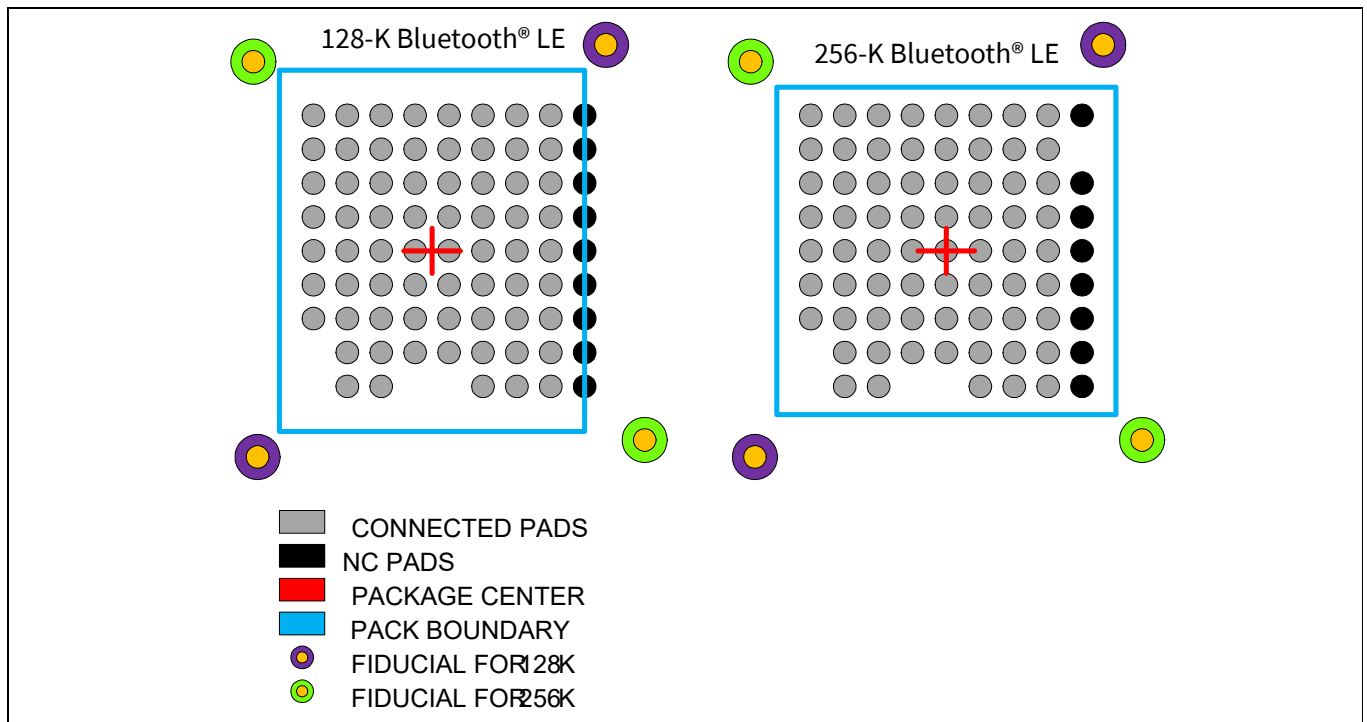 128-K Bluetooth® LE
256-K Bluetooth® LE
CONNECTED PADS
NC PADS
PACKAGE CENTER
PACK BOUNDARY
FIDUCIAL FOR128K
FIDUCIAL FOR256K